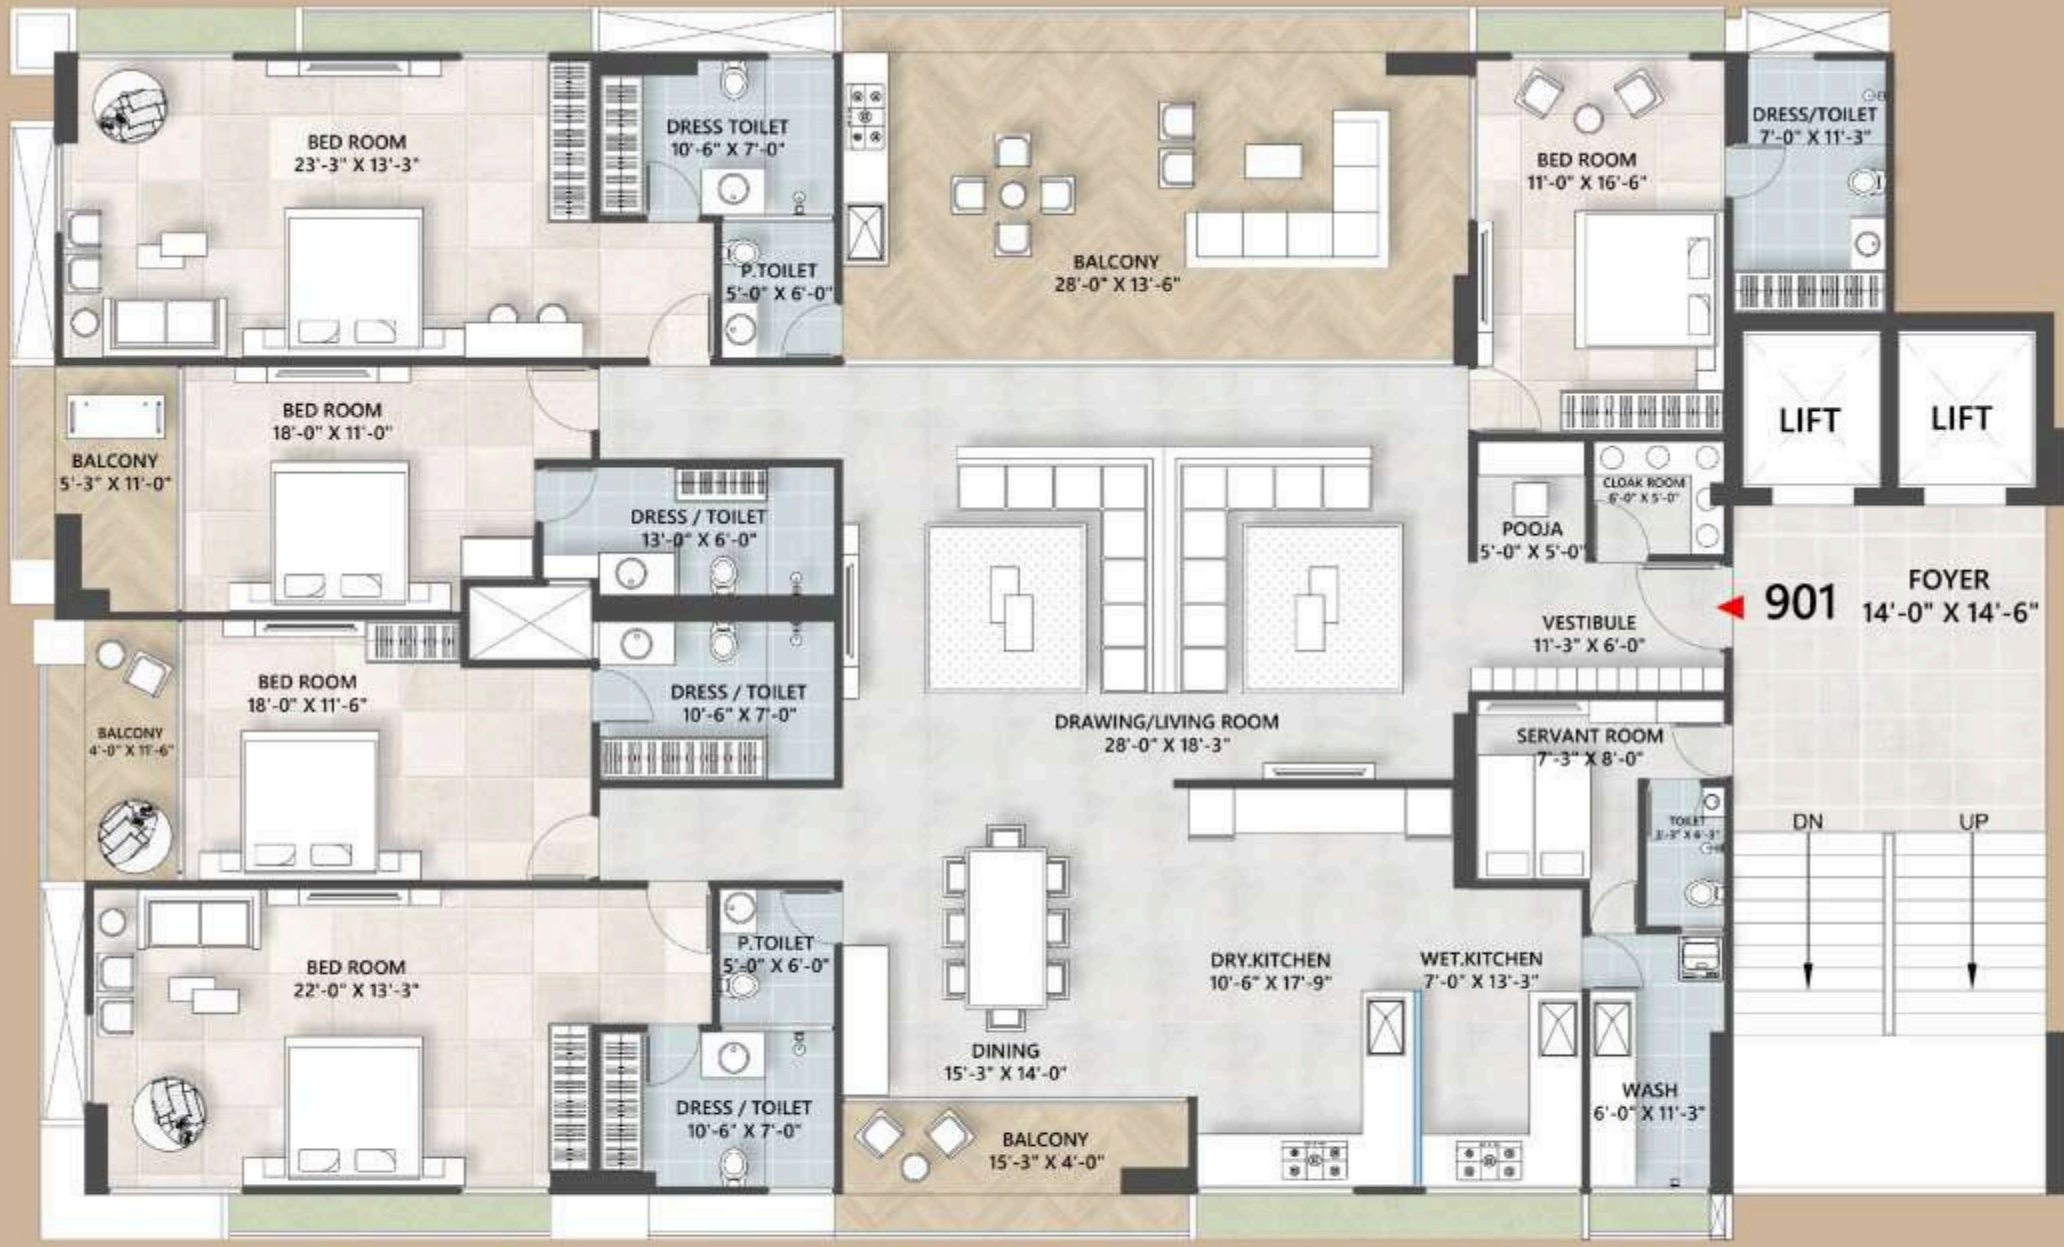 BED ROOM
23'-3" X 13'-3"
DRESS TOILET
10'-6" X 7'-0"
P.TOILET
5'-0" X 6'-0"
BALCONY
28'-0" X 13'-6"
BED ROOM
11'-0" X 16'-6"
DRESS/TOILET
7'-0" X 11'-3"
LIFT
LIFT
BED ROOM
18'-0" X 11'-0"
BALCONY
5'-3" X 11'-0"
DRESS / TOILET
13'-0" X 6'-0"
POOJA
5'-0" X 5'-0"
CLOAK ROOM
6'-0" X 5'-0"
901
FOYER
14'-0" X 14'-6"
VESTIBULE
11'-3" X 6'-0"
BED ROOM
18'-0" X 11'-6"
BALCONY
4'-0" X 11'-6"
DRESS / TOILET
10'-6" X 7'-0"
DRAWING/LIVING ROOM
28'-0" X 18'-3"
SERVANT ROOM
7'-3" X 8'-0"
TOILET
DN
UP
BED ROOM
22'-0" X 13'-3"
P.TOILET
5'-0" X 6'-0"
DRESS / TOILET
10'-6" X 7'-0"
DINING
15'-3" X 14'-0"
BALCONY
15'-3" X 4'-0"
DRY.KITCHEN
10'-6" X 17'-9"
WET.KITCHEN
7'-0" X 13'-3"
WASH
6'-0" X 11'-3"